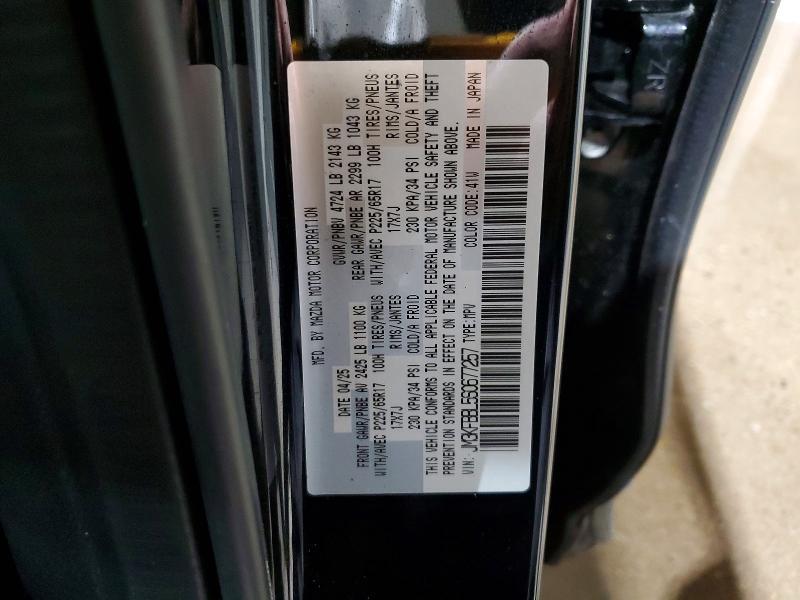 MFD. BY MAZDA MOTOR CORPORATION
DATE 04/25 GVWR/PNBV 4724 LB 2143 KG
FRONT GAWR/PNBE AV 2425 LB 1100 KG REAR GAWR/PNBE AR 2299 LB 1043 KG
WITH/AVEC P225/65R17 100H TIRES/PNEUS WITH/AVEC P225/65R17 100H TIRES/PNEUS
17X7J RIMS/JANTES 17X7J RIMS/JANTES
230 KPA/34 PSI COLD/A FROID 230 KPA/34 PSI COLD/A FROID
THIS VEHICLE CONFORMS TO ALL APPLICABLE FEDERAL MOTOR VEHICLE SAFETY AND THEFT
PREVENTION STANDARDS IN EFFECT ON THE DATE OF MANUFACTURE SHOWN ABOVE.
VIN: JM3KFBBL5S0677257 TYPE:MPV COLOR CODE:41W MADE IN JAPAN
ZR